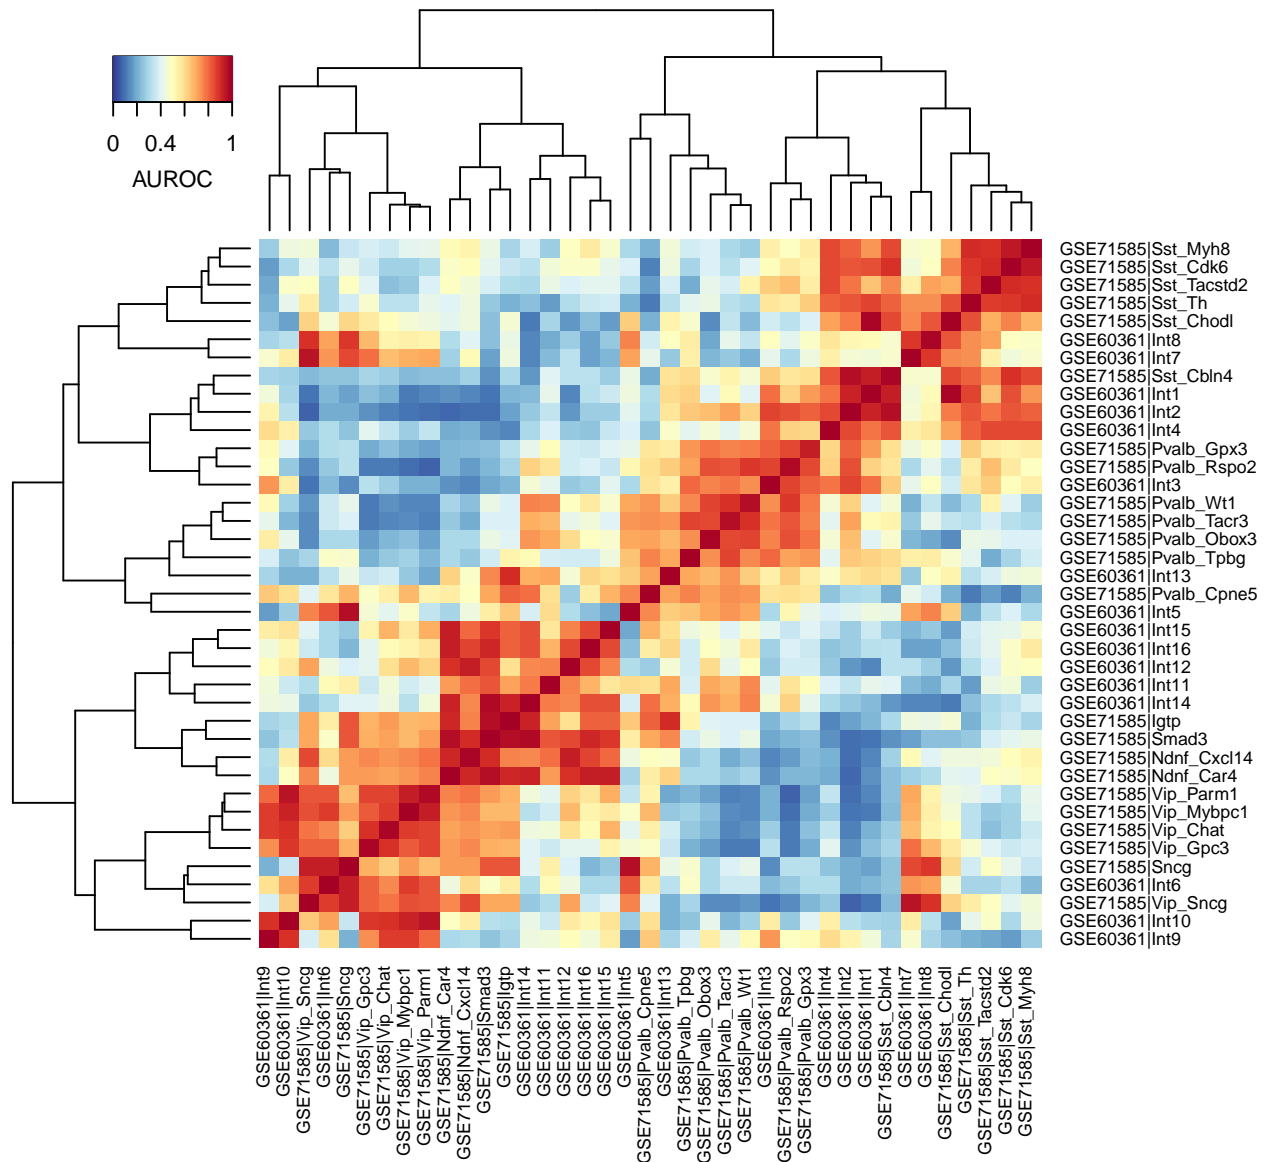 0 0.4 1
AUROC
GSE71585|Sst_Myh8
GSE71585|Sst_Cdk6
GSE71585|Sst_Tacstd2
GSE71585|Sst_Th
GSE71585|Sst_Chodl
GSE60361|Int8
GSE60361|Int7
GSE71585|Sst_Cbln4
GSE60361|Int1
GSE60361|Int2
GSE60361|Int4
GSE71585|Pvalb_Gpx3
GSE71585|Pvalb_Rspo2
GSE60361|Int3
GSE71585|Pvalb_Wt1
GSE71585|Pvalb_Tacr3
GSE71585|Pvalb_Obox3
GSE71585|Pvalb_Tpbg
GSE60361|Int13
GSE71585|Pvalb_Cpne5
GSE60361|Int5
GSE60361|Int15
GSE60361|Int16
GSE60361|Int12
GSE60361|Int11
GSE60361|Int14
GSE71585|Igtp
GSE71585|Smad3
GSE71585|Ndnf_Cxcl14
GSE71585|Ndnf_Car4
GSE71585|Vip_Parm1
GSE71585|Vip_Mybpc1
GSE71585|Vip_Chat
GSE71585|Vip_Gpc3
GSE71585|Sncg
GSE60361|Int6
GSE71585|Vip_Sncg
GSE60361|Int10
GSE60361|Int9
GSE60361|Int9
GSE60361|Int10
GSE71585|Vip_Sncg
GSE60361|Int6
GSE71585|Sncg
GSE71585|Vip_Gpc3
GSE71585|Vip_Chat
GSE71585|Vip_Mybpc1
GSE71585|Vip_Parm1
GSE71585|Ndnf_Car4
GSE71585|Ndnf_Cxcl14
GSE71585|Smad3
GSE71585|Igtp
GSE60361|Int14
GSE60361|Int11
GSE60361|Int12
GSE60361|Int16
GSE60361|Int15
GSE60361|Int5
GSE71585|Pvalb_Cpne5
GSE60361|Int13
GSE71585|Pvalb_Tpbg
GSE71585|Pvalb_Obox3
GSE71585|Pvalb_Tacr3
GSE71585|Pvalb_Wt1
GSE60361|Int3
GSE71585|Pvalb_Rspo2
GSE71585|Pvalb_Gpx3
GSE60361|Int4
GSE60361|Int2
GSE60361|Int1
GSE71585|Sst_Cbln4
GSE60361|Int7
GSE60361|Int8
GSE71585|Sst_Chodl
GSE71585|Sst_Th
GSE71585|Sst_Tacstd2
GSE71585|Sst_Cdk6
GSE71585|Sst_Myh8